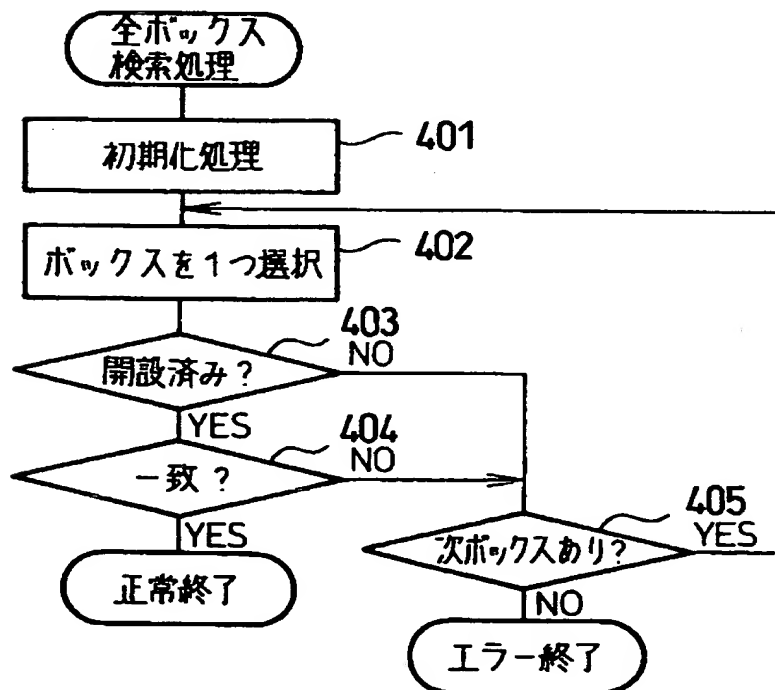 全ボックス
検索処理
初期化処理
401
ボックスを1つ選択
402
開設済み?
403
NO
YES
一致?
404
NO
YES
正常終了
次ボックスあり?
405
YES
NO
エラー終了